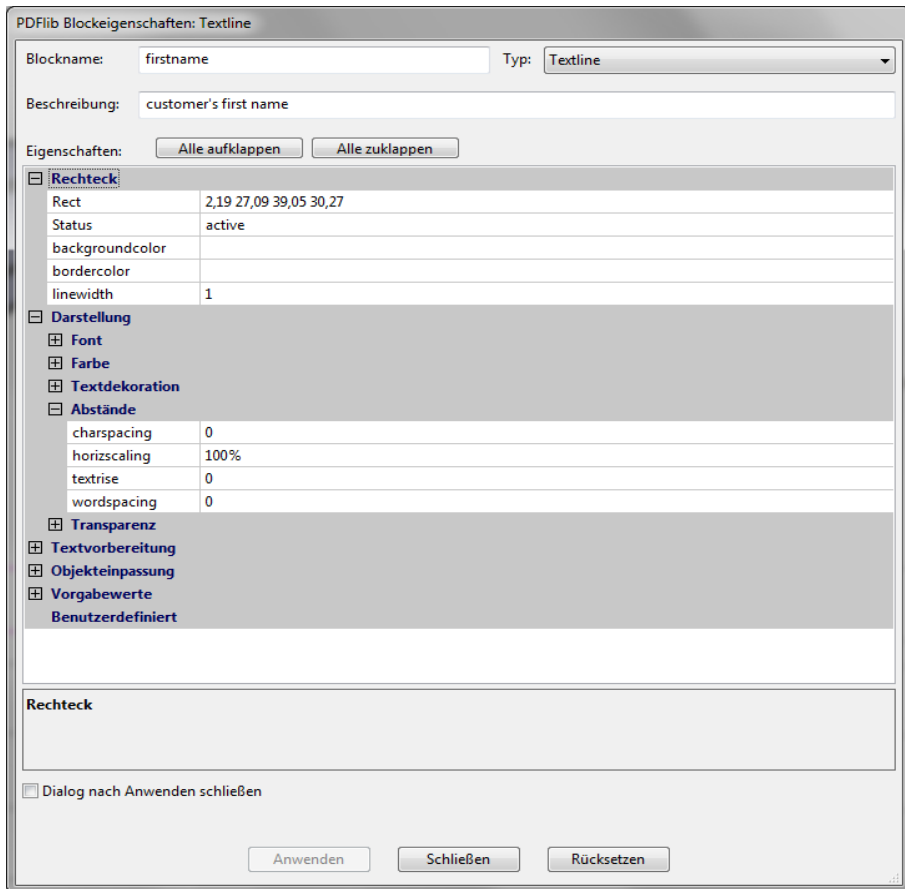 PDFlib Blockeigenschaften: Textline
Blockname: firstname Typ: Textline
Beschreibung: customer's first name
Eigenschaften: Alle aufklappen Alle zuklappen
Rechteck
Rect 2,19 27,09 39,05 30,27
Status active
backgroundcolor
bordercolor
linewidth 1
Darstellung
Font
Farbe
Textdekoration
Abstände
charspacing 0
horizscaling 100%
textrise 0
wordspacing 0
Transparenz
Textvorbereitung
Objekteinpassung
Vorgabewerte
Benutzerdefiniert
Rechteck
Dialog nach Anwenden schließen
Anwenden Schließen Rücksetzen